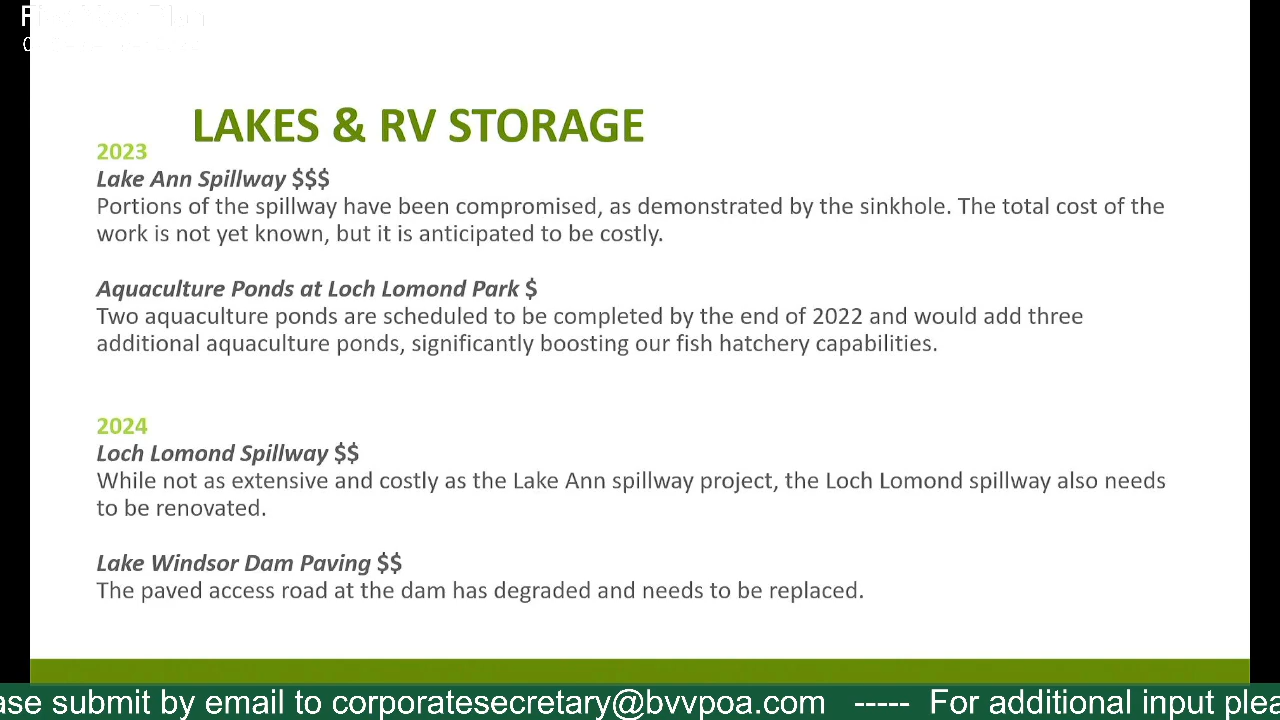 LAKES & RV STORAGE
2023
Lake Ann Spillway $$$
Portions of the spillway have been compromised, as demonstrated by the sinkhole. The total cost of the
work is not yet known, but it is anticipated to be costly.
Aquaculture Ponds at Loch Lomond Park $
Two aquaculture ponds are scheduled to be completed by the end of 2022 and would add three
additional aquaculture ponds, significantly boosting our fish hatchery capabilities.
2024
Loch Lomond Spillway $$
While not as extensive and costly as the Lake Ann spillway project, the Loch Lomond spillway also needs
to be renovated.
Lake Windsor Dam Paving $$
The paved access road at the dam has degraded and needs to be replaced.
ase submit by email to corporatesecretary@bvvpoa.com ----- For additional input plea